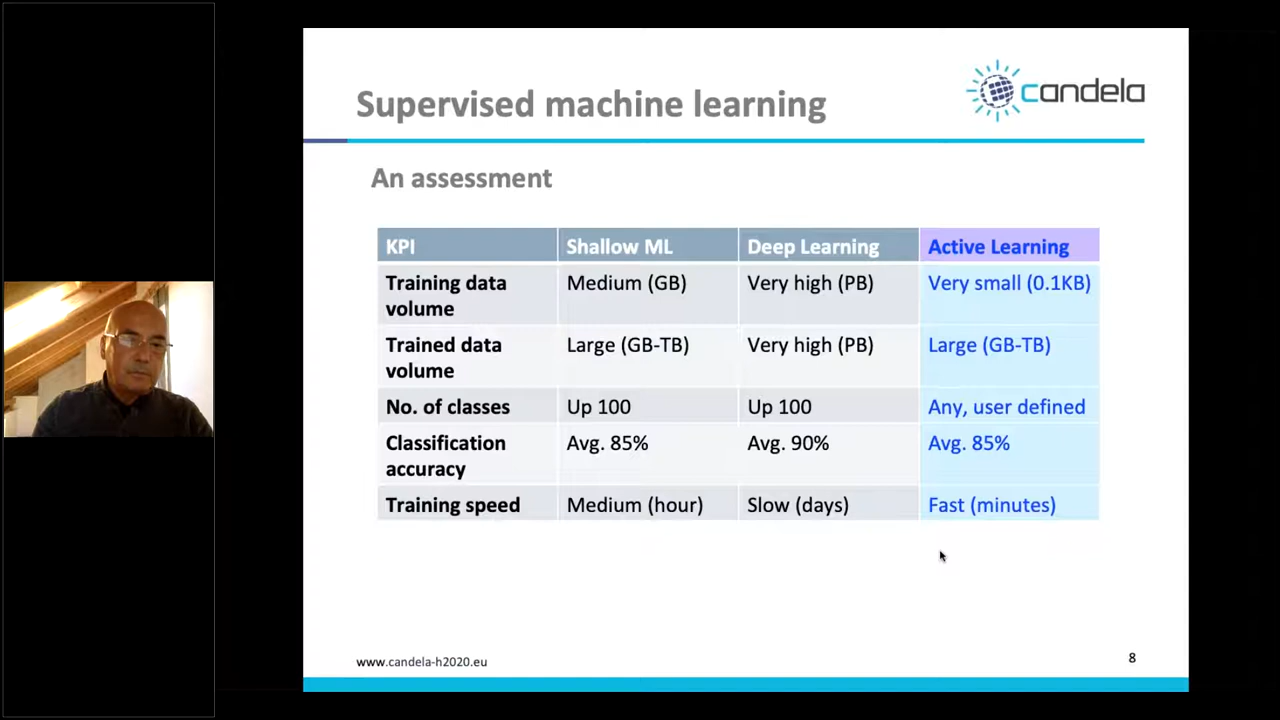 Supervised machine learning
candela
An assessment
KPI Shallow ML Deep Learning Active Learning
Training data volume Medium (GB) Very high (PB) Very small (0.1KB)
Trained data volume Large (GB-TB) Very high (PB) Large (GB-TB)
No. of classes Up 100 Up 100 Any, user defined
Classification accuracy Avg. 85% Avg. 90% Avg. 85%
Training speed Medium (hour) Slow (days) Fast (minutes)
www.candela-h2020.eu
8